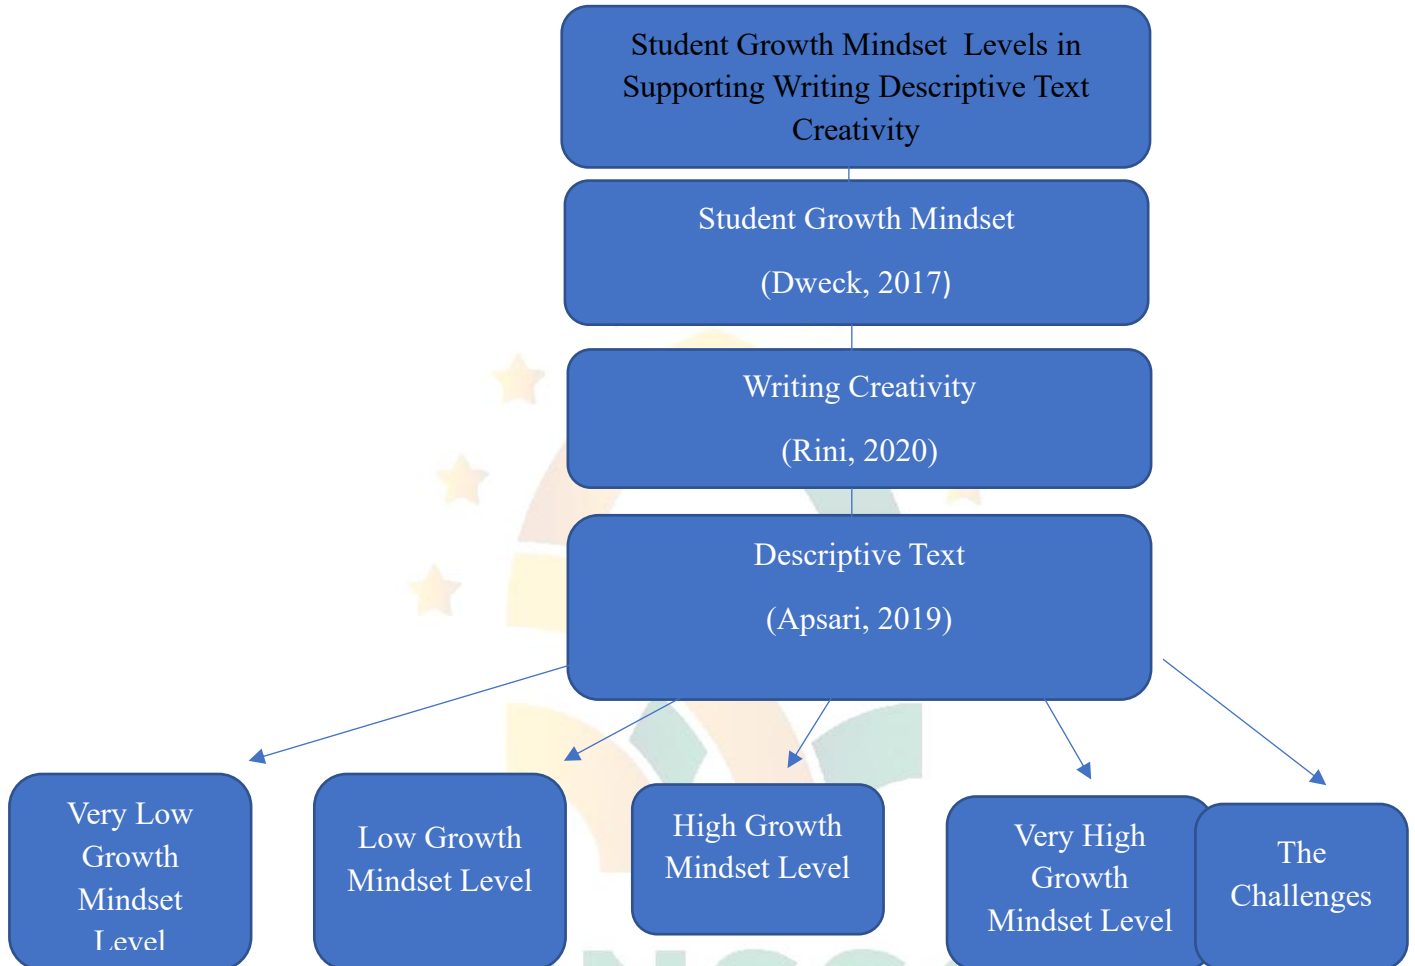 Student Growth Mindset Levels in
Supporting Writing Descriptive Text
Creativity
Student Growth Mindset
(Dweck, 2017)
Writing Creativity
(Rini, 2020)
Descriptive Text
(Apsari, 2019)
Very Low
Growth
Mindset
Level
Low Growth
Mindset Level
High Growth
Mindset Level
Very High
Growth
Mindset Level
The
Challenges